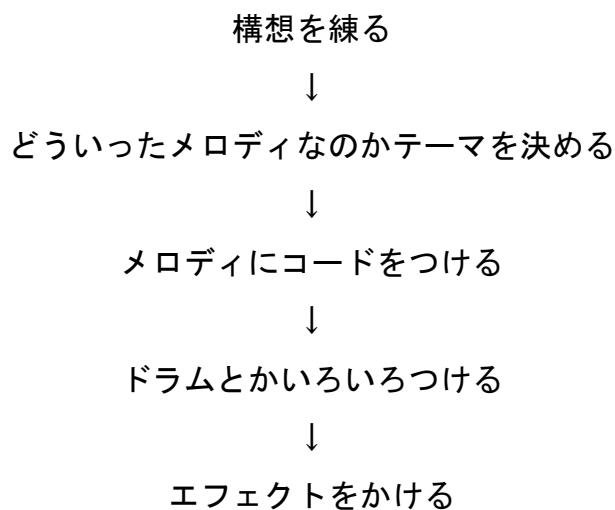 構想を練る
↓
どういったメロディなのかテーマを決める
↓
メロディにコードをつける
↓
ドラムとかいろいろつける
↓
エフェクトをかける